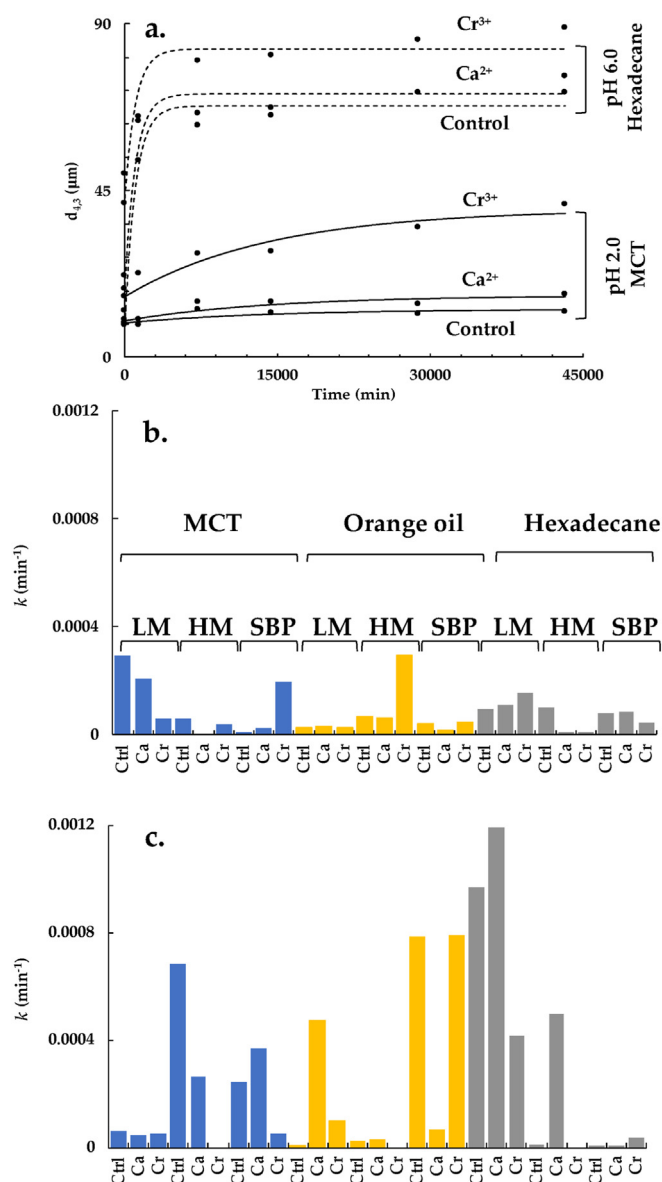 90
a.
Cr³⁺
Ca²⁺
Control
pH 6.0
Hexadecane
d4,3 (µm)
45
Cr³⁺
Ca²⁺
Control
pH 2.0
MCT
0
0 15000 30000 45000
Time (min)
b.
0.0012
MCT Orange oil Hexadecane
0.0008
k (min⁻¹)
0.0004
LM HM SBP LM HM SBP LM HM SBP
0
Ctrl Ca Cr Ctrl Ca Cr Ctrl Ca Cr Ctrl Ca Cr Ctrl Ca Cr Ctrl Ca Cr Ctrl Ca Cr Ctrl Ca Cr Ctrl Ca Cr
0.0012
c.
0.0008
k (min⁻¹)
0.0004
0
Ctrl Ca Cr Ctrl Ca Cr Ctrl Ca Cr Ctrl Ca Cr Ctrl Ca Cr Ctrl Ca Cr Ctrl Ca Cr Ctrl Ca Cr Ctrl Ca Cr